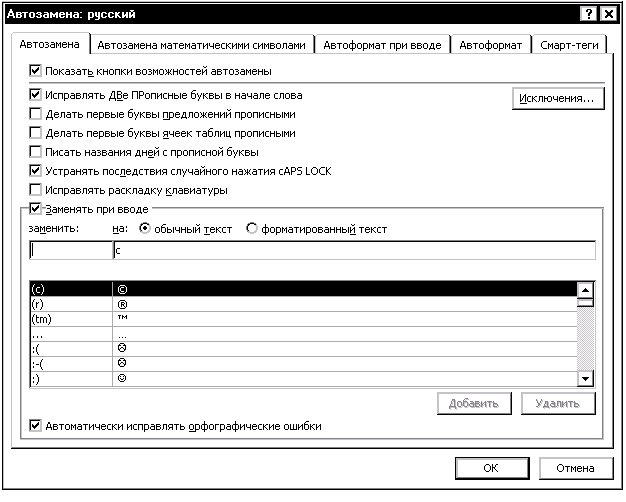 Автозамена: русский
Автозамена Автозамена математическими символами Автоформат при вводе Автоформат Смарт-теги
Показать кнопки возможностей автозамены
Исправлять ДВе ПРописные буквы в начале слова Исключения...
Делать первые буквы предложений прописными
Делать первые буквы ячеек таблиц прописными
Писать названия дней с прописной буквы
Устранять последствия случайного нажатия cAPS LOCK
Исправлять раскладку клавиатуры
Заменять при вводе
заменить: на: обычный текст форматированный текст
с
(c) ©
(r) ®
(tm) ™
... …
:( ☹
:-( ☹
:) ☺
Добавить Удалить
Автоматически исправлять орфографические ошибки
ОК Отмена